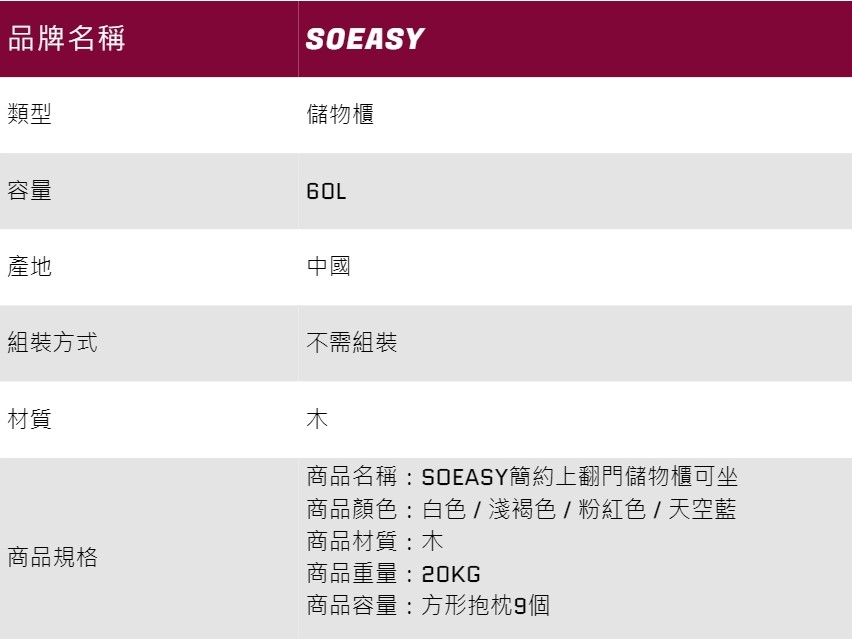 品牌名稱 SOEASY
類型 儲物櫃
容量 60L
產地 中國
組裝方式 不需組裝
材質 木
商品規格
商品名稱：SOEASY簡約上翻門儲物櫃可坐
商品顏色：白色 / 淺褐色 / 粉紅色 / 天空藍
商品材質：木
商品重量：20KG
商品容量：方形抱枕9個